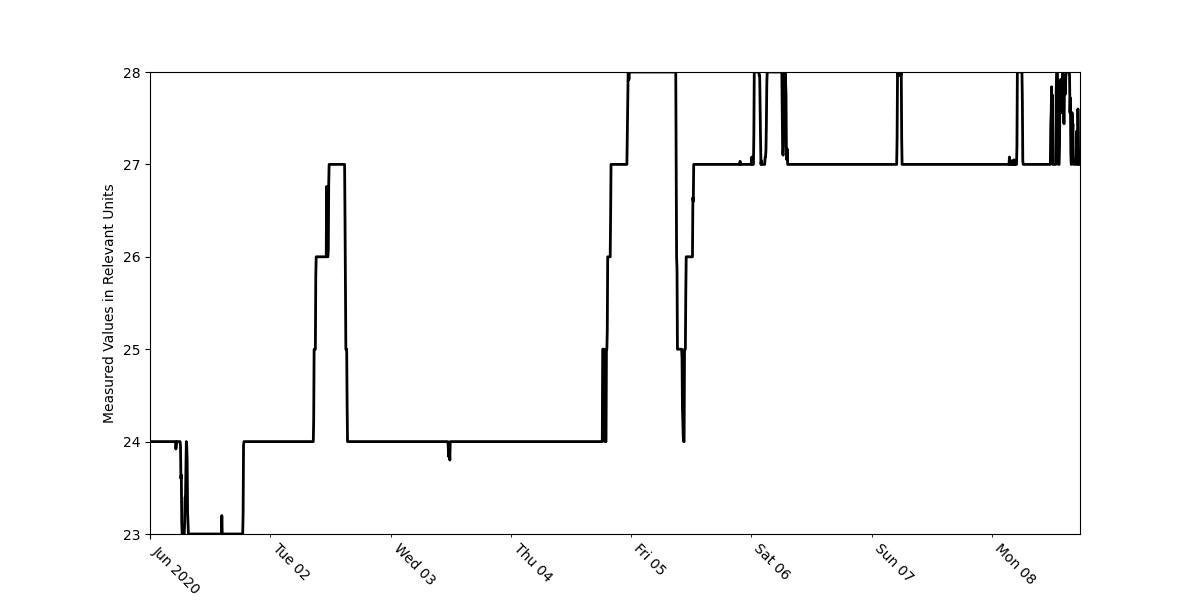 28
27
26
25
24
23
Measured Values in Relevant Units
Jun 2020
Tue 02
Wed 03
Thu 04
Fri 05
Sat 06
Sun 07
Mon 08